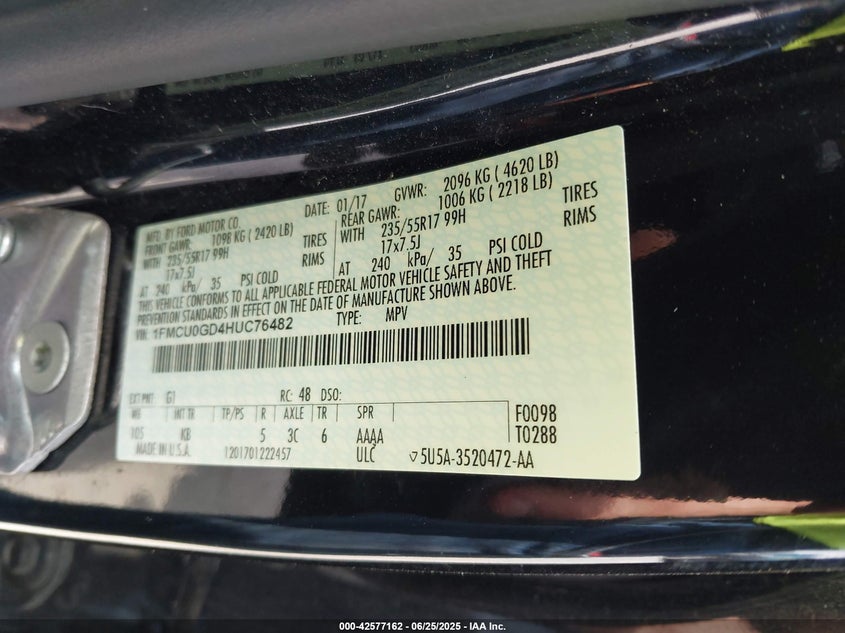 MFD. BY FORD MOTOR CO.
DATE: 01/17
GVWR: 2096 KG ( 4620 LB)
FRONT GAWR: 1098 KG ( 2420 LB)
REAR GAWR: 1006 KG ( 2218 LB)
WITH 235/55R17 99H TIRES
WITH 235/55R17 99H TIRES
17x7.5J RIMS
17x7.5J RIMS
AT 240 kPa/ 35 PSI COLD
AT 240 kPa/ 35 PSI COLD
THIS VEHICLE CONFORMS TO ALL APPLICABLE FEDERAL MOTOR VEHICLE SAFETY AND THEFT
PREVENTION STANDARDS IN EFFECT ON THE DATE OF MANUFACTURE SHOWN ABOVE.
VIN: 1FMCU0GD4HUC76482
TYPE: MPV
EXT PNT: G1 RC: 48 DSO:
WB INT TR TP/PS R AXLE TR SPR F0098
105 KB 5 3C 6 AAAA T0288
MADE IN U.S.A. 1201701222457 ULC 5U5A-3520472-AA
000-42577162 - 06/25/2025 - IAA Inc.